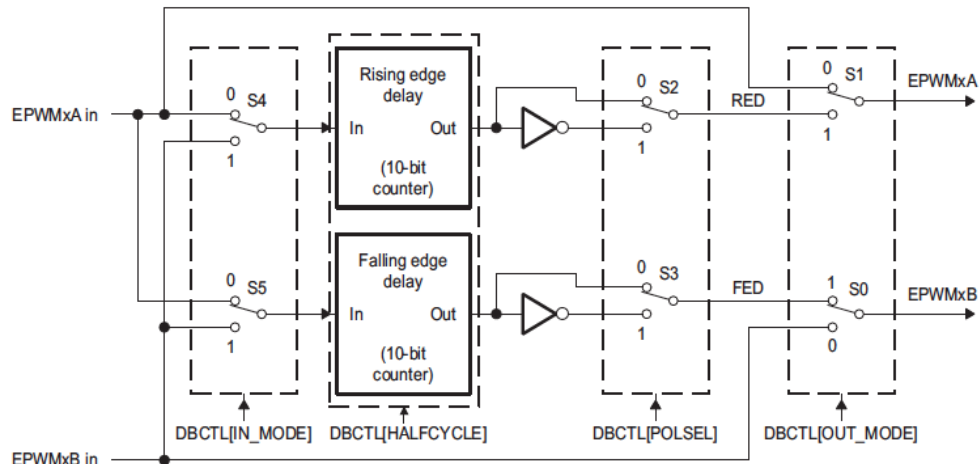 0 S4
0 S2
0 S1
EPWMxA
EPWMxA in
Rising edge
delay
RED
In Out
1
1
1
(10-bit
counter)
0 S5
Falling edge
delay
0 S3
FED
1 S0
EPWMxB
In Out
1
1
0
(10-bit
counter)
DBCTL[IN_MODE]
DBCTL[HALFCYCLE]
DBCTL[POLSEL]
DBCTL[OUT_MODE]
EPWMxB in